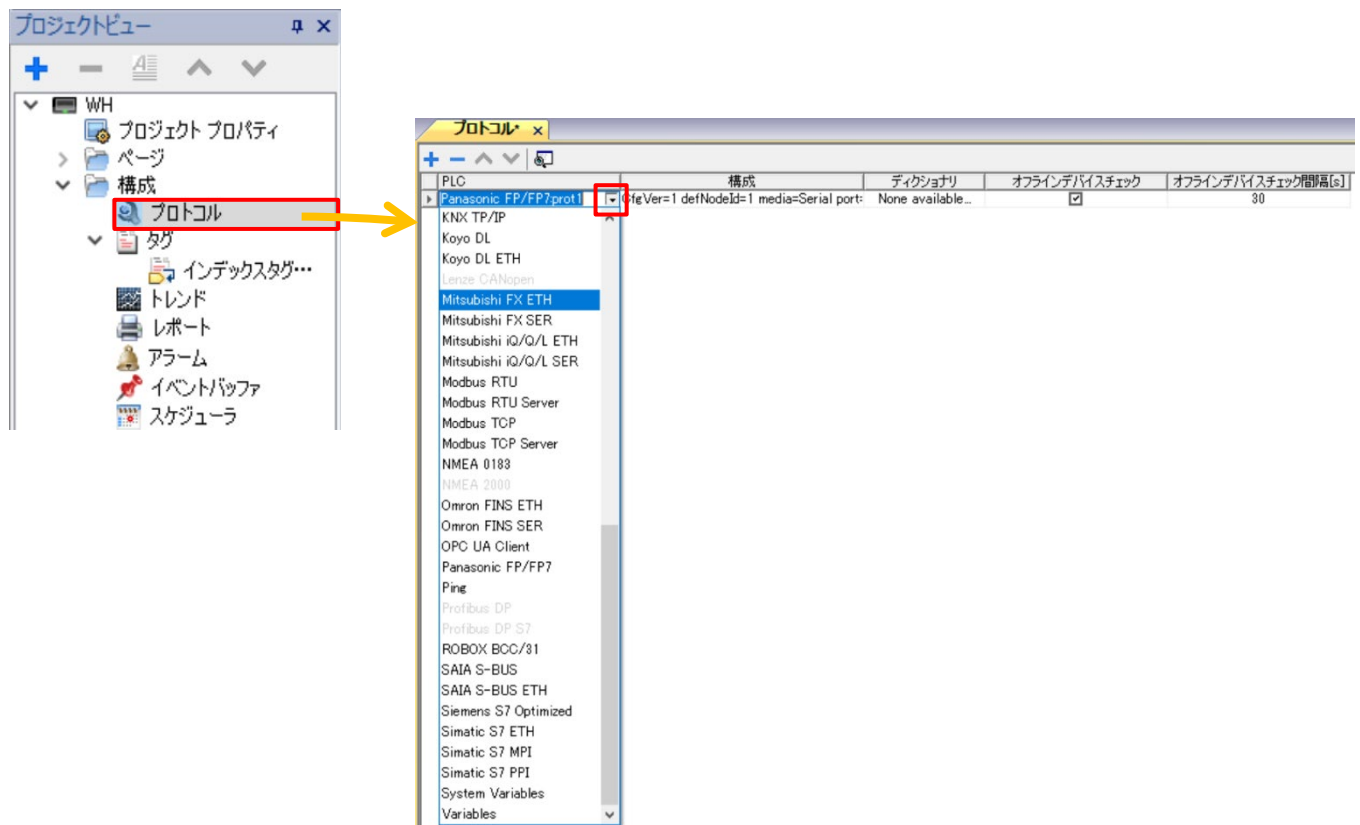 プロジェクトビュー
WH
プロジェクト プロパティ
ページ
構成
プロトコル
タグ
インデックスタグ…
トレンド
レポート
アラーム
イベントバッファ
スケジューラ
プロトコル*
PLC 構成 ディクショナリ オフラインデバイスチェック オフラインデバイスチェック間隔[s]
Panasonic FP/FP7:prot1 CfgVer=1 defNodeId=1 media=Serial port: None available... 30
KNX TP/IP
Koyo DL
Koyo DL ETH
Lenze CANopen
Mitsubishi FX ETH
Mitsubishi FX SER
Mitsubishi iQ/Q/L ETH
Mitsubishi iQ/Q/L SER
Modbus RTU
Modbus RTU Server
Modbus TCP
Modbus TCP Server
NMEA 0183
NMEA 2000
Omron FINS ETH
Omron FINS SER
OPC UA Client
Panasonic FP/FP7
Ping
Profibus DP
Profibus DP S7
ROBOX BCC/31
SAIA S-BUS
SAIA S-BUS ETH
Siemens S7 Optimized
Simatic S7 ETH
Simatic S7 MPI
Simatic S7 PPI
System Variables
Variables